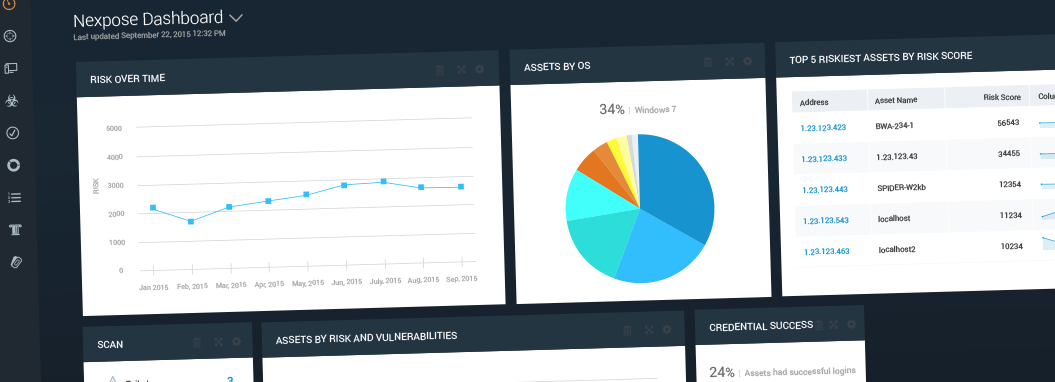 Nexpose Dashboard
Last updated September 22, 2015 12:32 PM
RISK OVER TIME
5000
4000
3000
2000
1000
0
RISK
Jan 2015 Feb, 2015 Mar, 2015 Apr, 2015 May, 2015 Jun, 2015 July, 2015 Aug, 2015 Sep, 2015
ASSETS BY OS
34% | Windows 7
TOP 5 RISKIEST ASSETS BY RISK SCORE
Address Asset Name Risk Score
1.23.123.423 BWA-234-1 56543
1.23.123.433 1.23.123.43 34455
1.23.123.443 SPIDER-W2kb 12354
1.23.123.543 localhost 11234
1.23.123.463 localhost2 10234
SCAN
3
ASSETS BY RISK AND VULNERABILITIES
CREDENTIAL SUCCESS
24% | Assets had successful logins